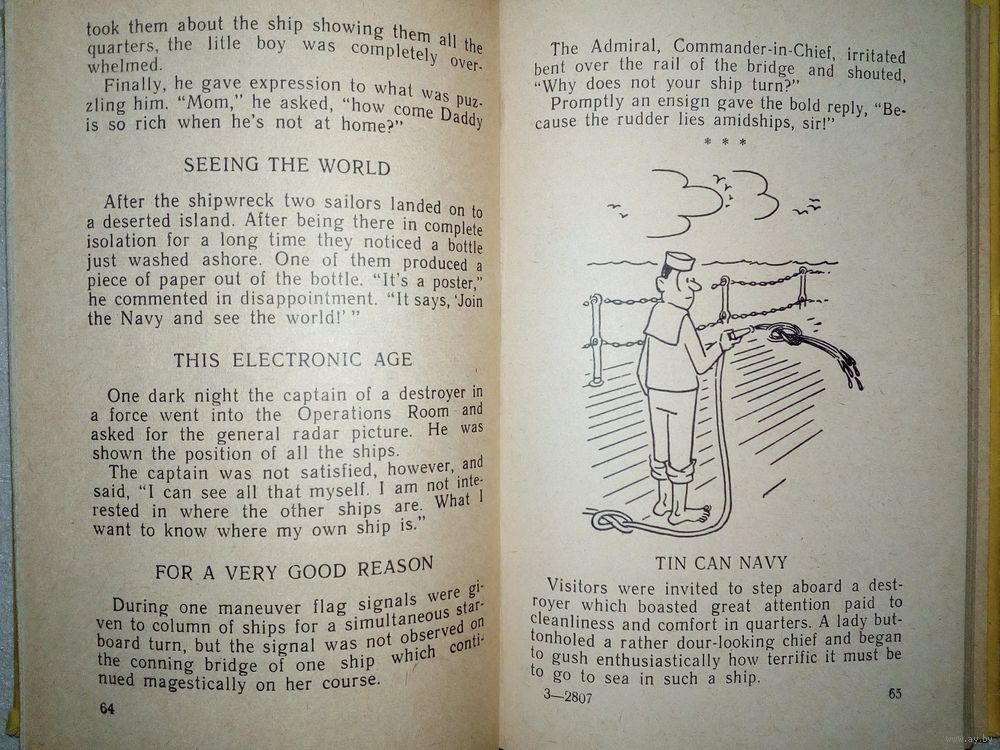 took them about the ship showing them all the
quarters, the litle boy was completely over-
whelmed.
Finally, he gave expression to what was puz-
zling him. “Mom,” he asked, “how come Daddy
is so rich when he's not at home?”
SEEING THE WORLD
After the shipwreck two sailors landed on to
a deserted island. After being there in complete
isolation for a long time they noticed a bottle
just washed ashore. One of them produced a
piece of paper out of the bottle. “It's a poster,”
he commented in disappointment. “It says, ‘Join
the Navy and see the world!’ ”
THIS ELECTRONIC AGE
One dark night the captain of a destroyer in
a force went into the Operations Room and
asked for the general radar picture. He was
shown the position of all the ships.
The captain was not satisfied, however, and
said, “I can see all that myself. I am not inte-
rested in where the other ships are. What I
want to know where my own ship is.”
FOR A VERY GOOD REASON
During one maneuver flag signals were gi-
ven to column of ships for a simultaneous star-
board turn, but the signal was not observed on
the conning bridge of one ship which conti-
nued magestically on her course.
64
The Admiral, Commander-in-Chief, irritated
bent over the rail of the bridge and shouted,
“Why does not your ship turn?”
Promptly an ensign gave the bold reply, “Be-
cause the rudder lies amidships, sir!”
* * *
TIN CAN NAVY
Visitors were invited to step aboard a dest-
royer which boasted great attention paid to
cleanliness and comfort in quarters. A lady but-
tonholed a rather dour-looking chief and began
to gush enthusiastically how terrific it must be
to go to sea in such a ship.
3—2807
65
www.ay.by